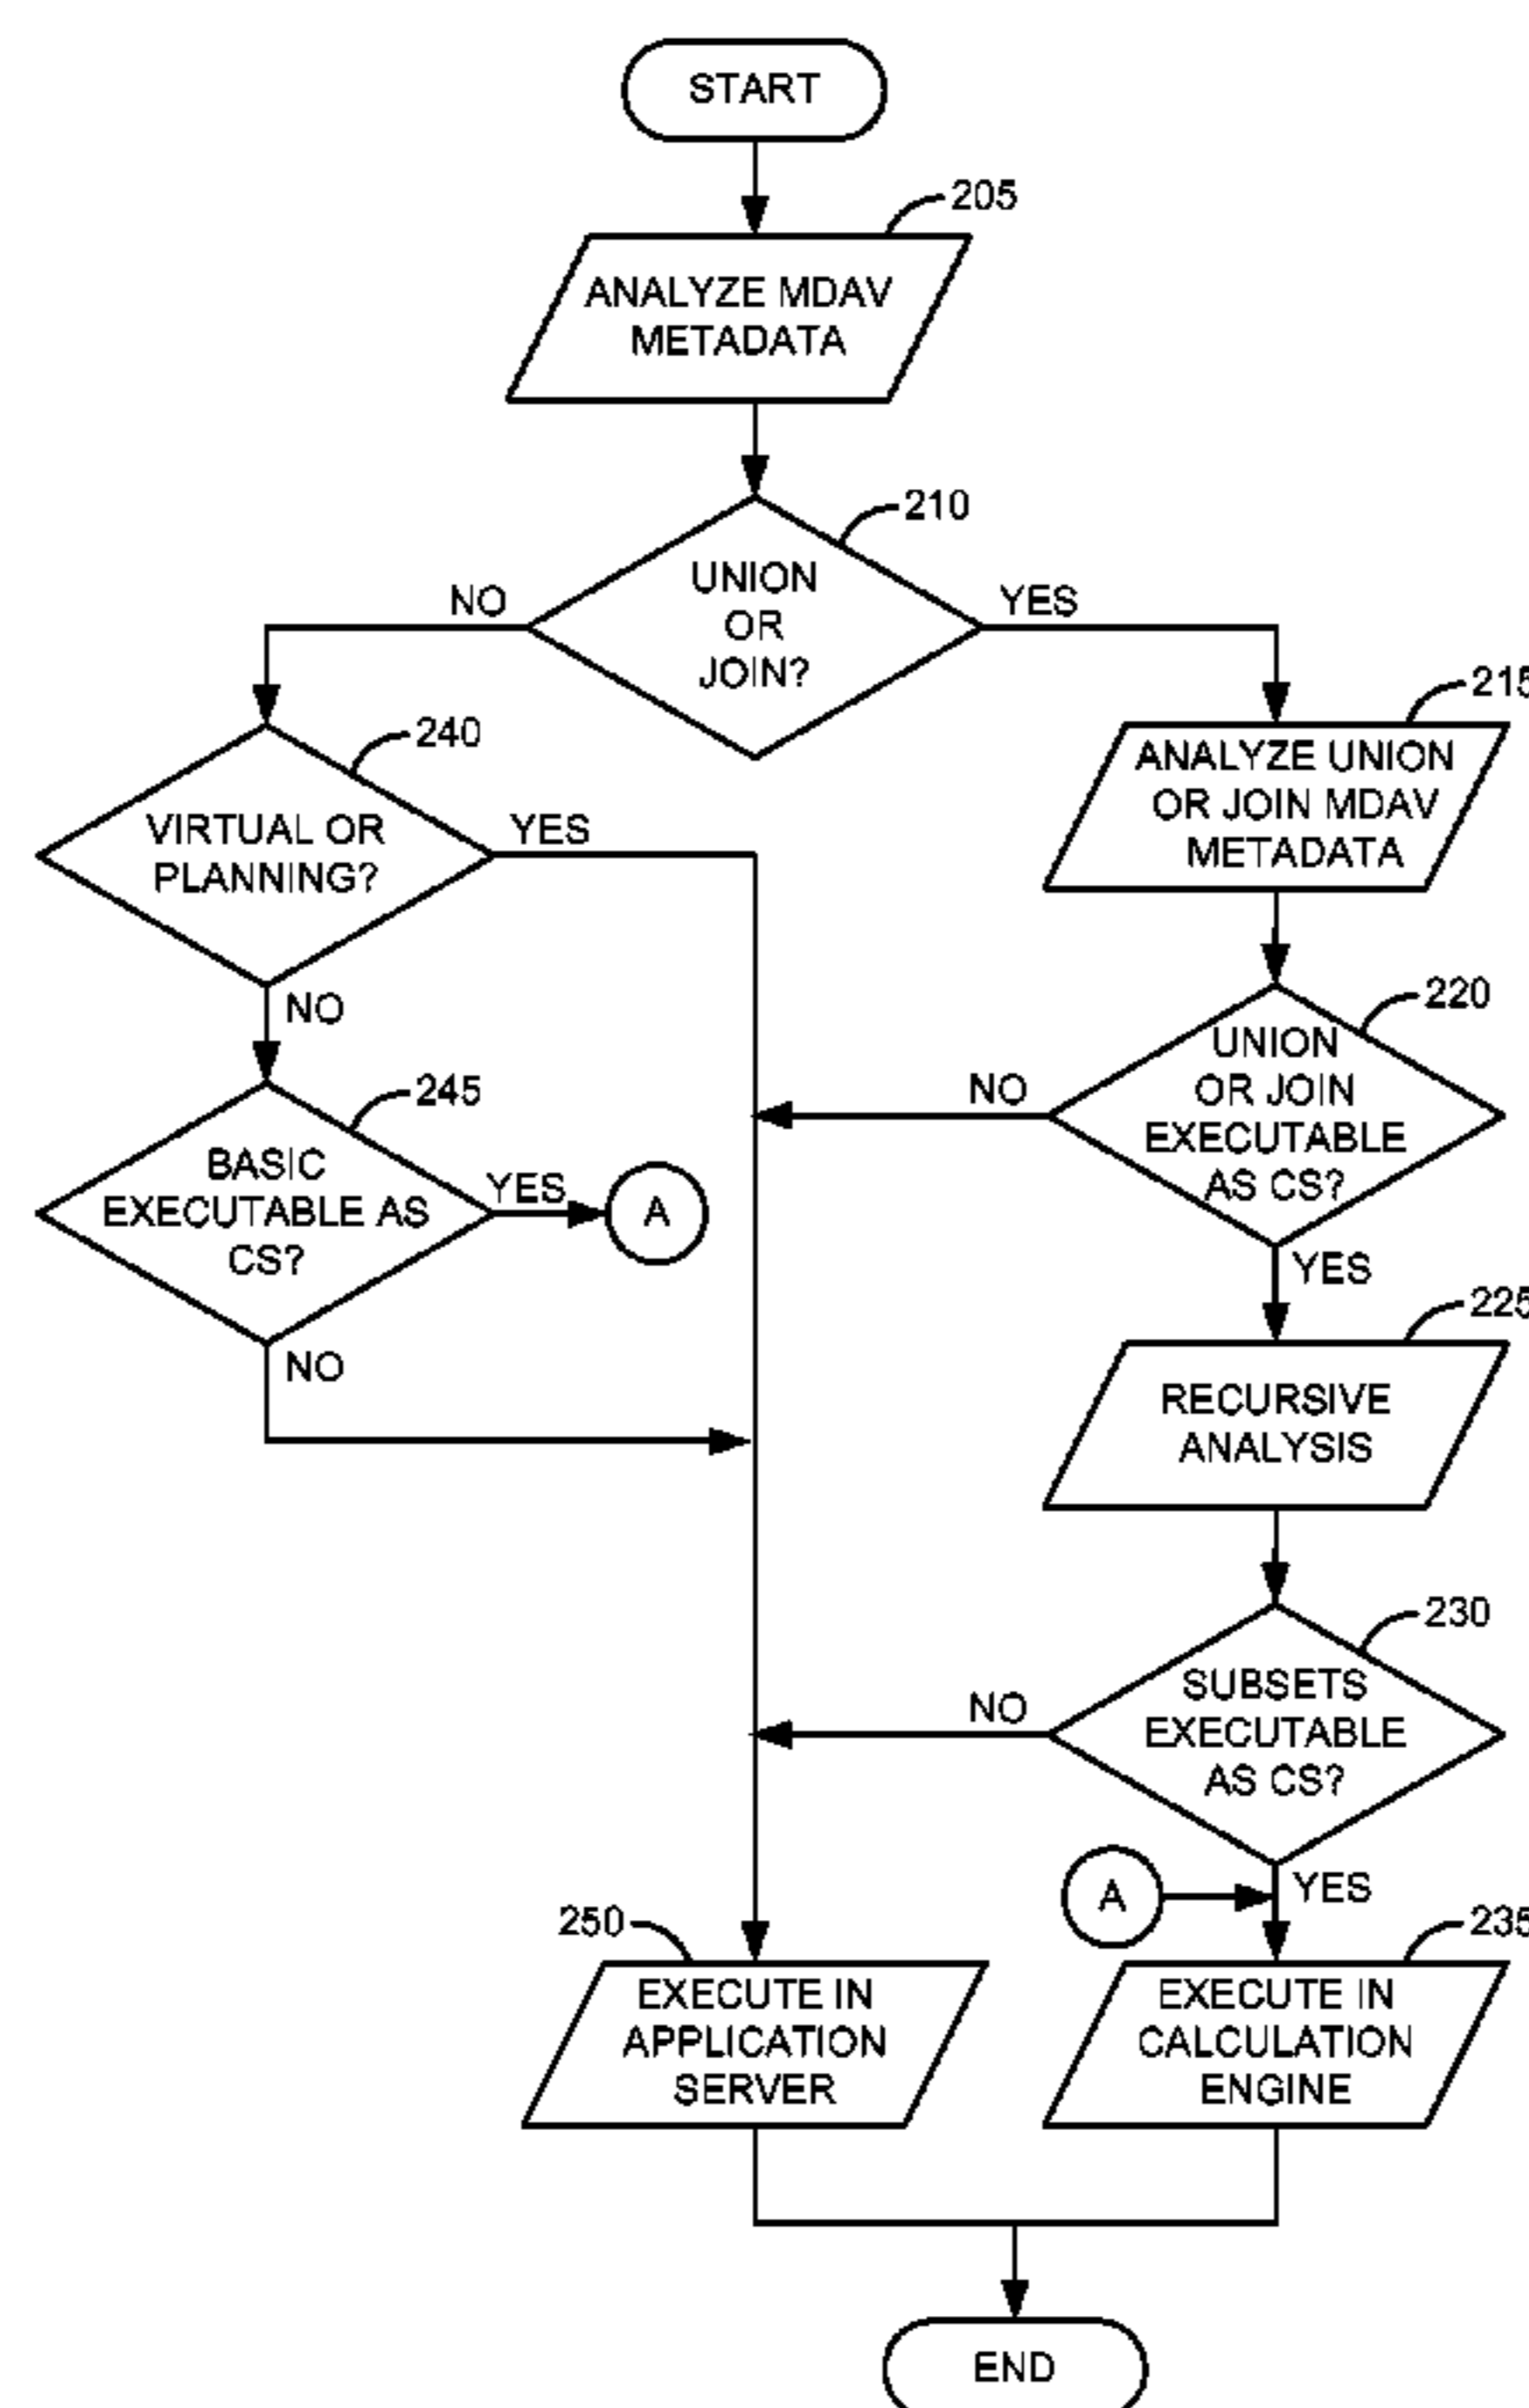 START
205
ANALYZE MDAV
METADATA
210
UNION
OR
JOIN?
NO
YES
215
ANALYZE UNION
OR JOIN MDAV
METADATA
240
VIRTUAL OR
PLANNING?
YES
NO
220
UNION
OR JOIN
EXECUTABLE
AS CS?
NO
YES
245
BASIC
EXECUTABLE AS
CS?
YES
A
NO
225
RECURSIVE
ANALYSIS
230
SUBSETS
EXECUTABLE
AS CS?
NO
YES
A
250
EXECUTE IN
APPLICATION
SERVER
235
EXECUTE IN
CALCULATION
ENGINE
END